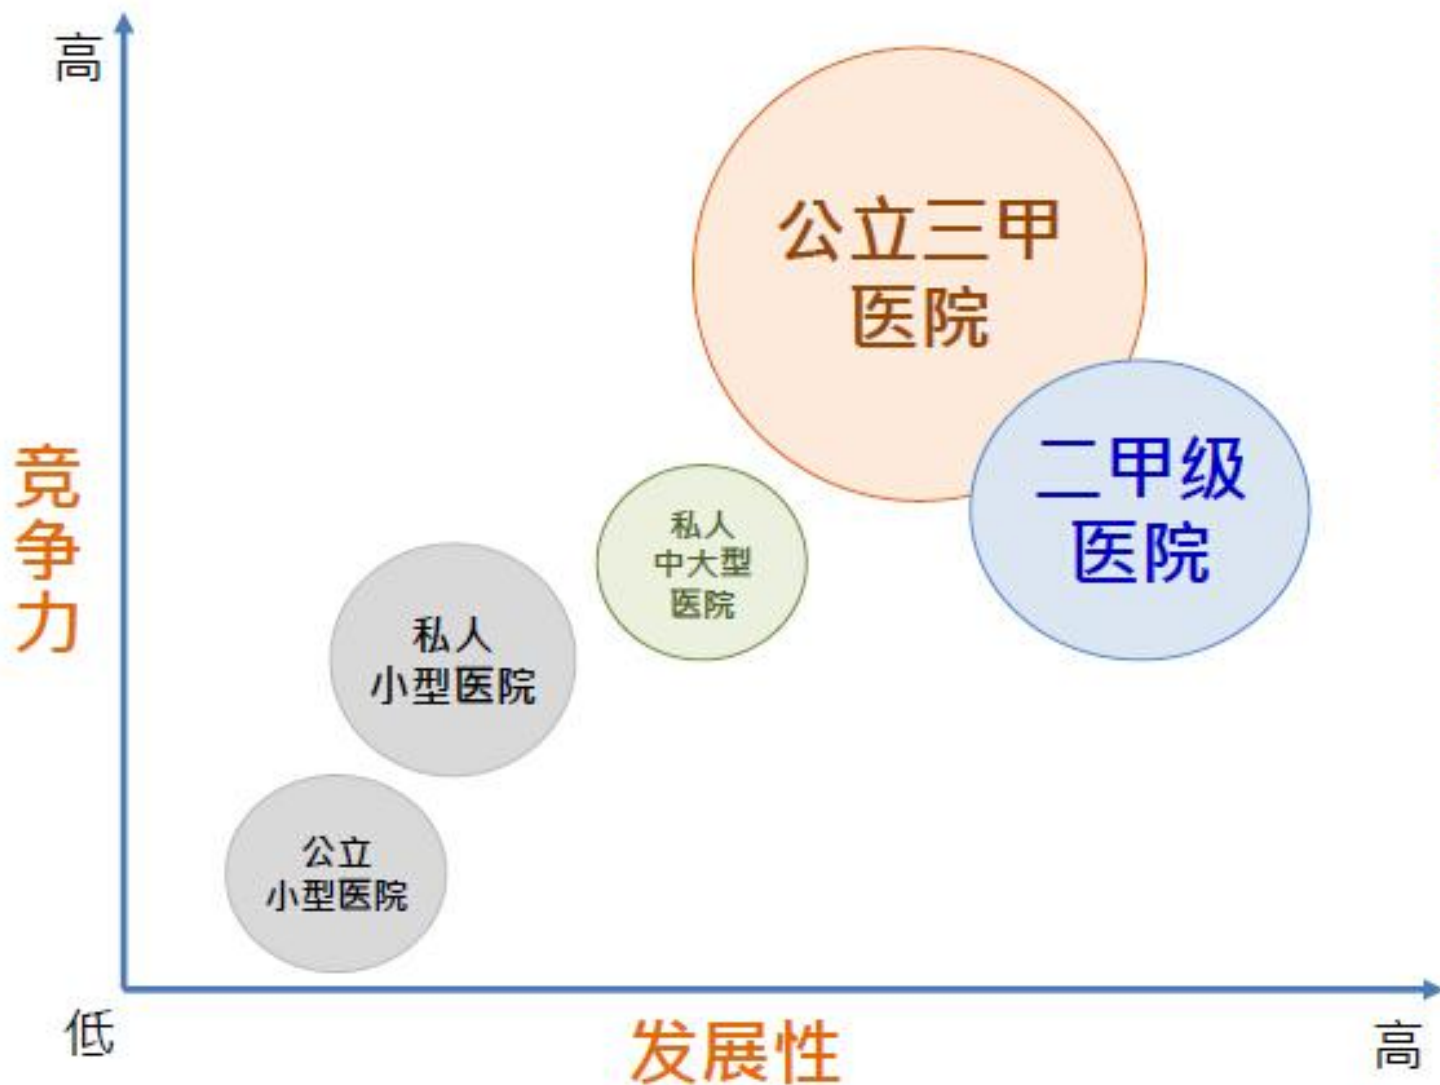 高
公立三甲
医院
二甲级
医院
竞
争
力
私人
中大型
医院
私人
小型医院
公立
小型医院
低
发展性
高